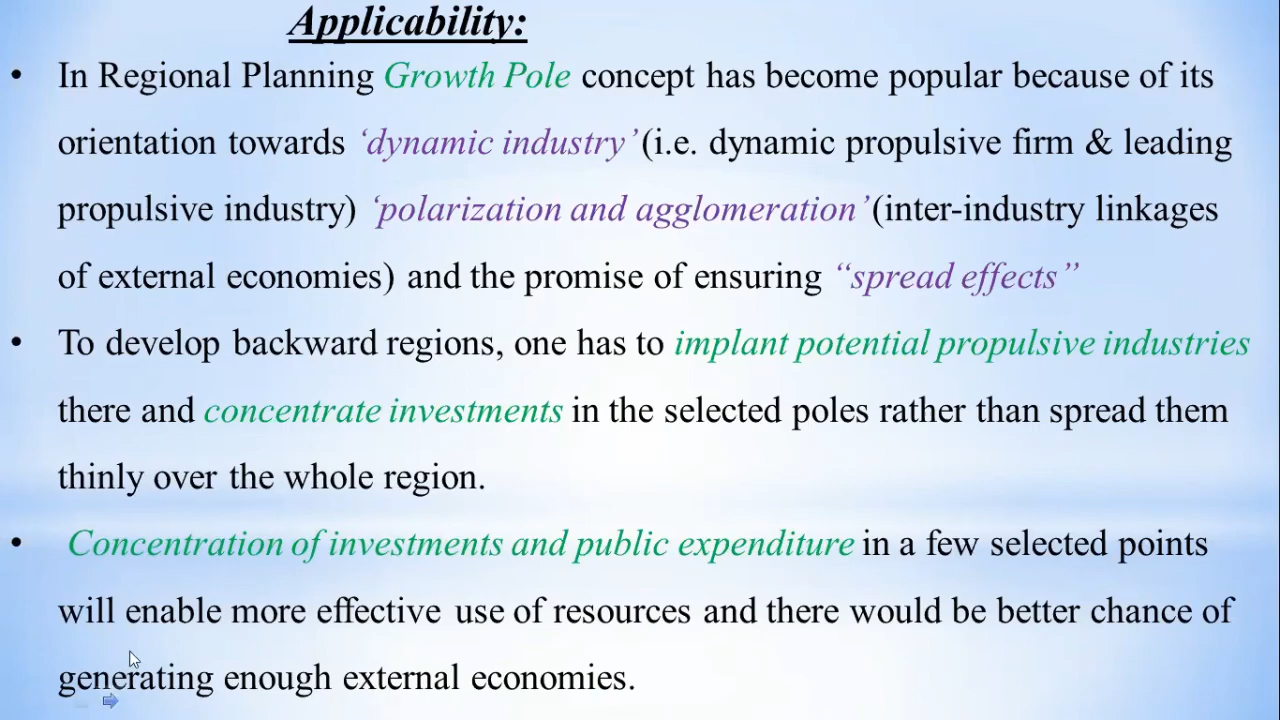 Applicability:
• In Regional Planning Growth Pole concept has become popular because of its
orientation towards ‘dynamic industry’(i.e. dynamic propulsive firm & leading
propulsive industry) ‘polarization and agglomeration’(inter-industry linkages
of external economies) and the promise of ensuring “spread effects”
• To develop backward regions, one has to implant potential propulsive industries
there and concentrate investments in the selected poles rather than spread them
thinly over the whole region.
• Concentration of investments and public expenditure in a few selected points
will enable more effective use of resources and there would be better chance of
generating enough external economies.